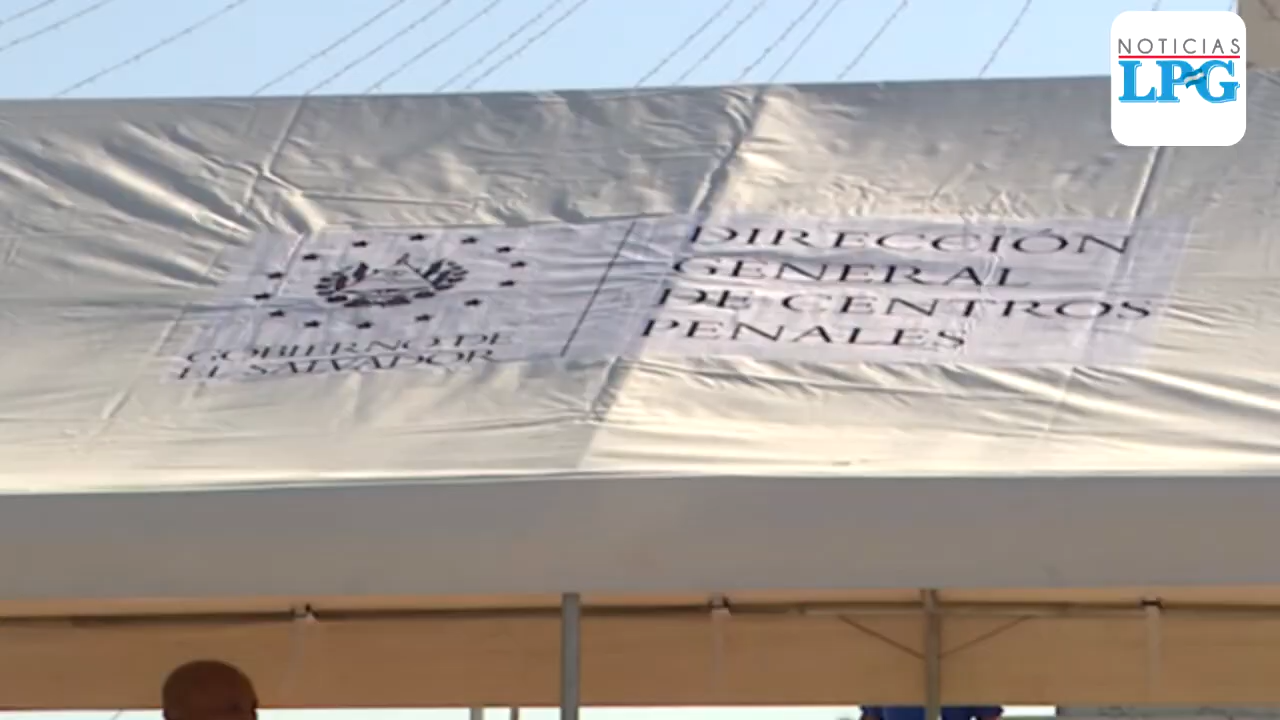 NOTICIAS
LPG
GOBIERNO DE
EL SALVADOR
DIRECCIÓN
GENERAL
DE CENTROS
PENALES